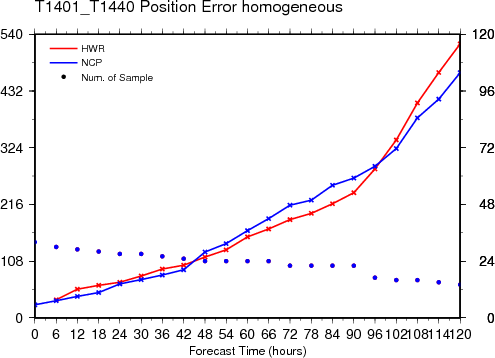 T1401_T1440 Position Error homogeneous
540 120
HWR
NCP
Num. of Sample
432 96
324 72
216 48
108 24
0 0
0 6 12 18 24 30 36 42 48 54 60 66 72 78 84 90 96 102 108 114 120
Forecast Time (hours)